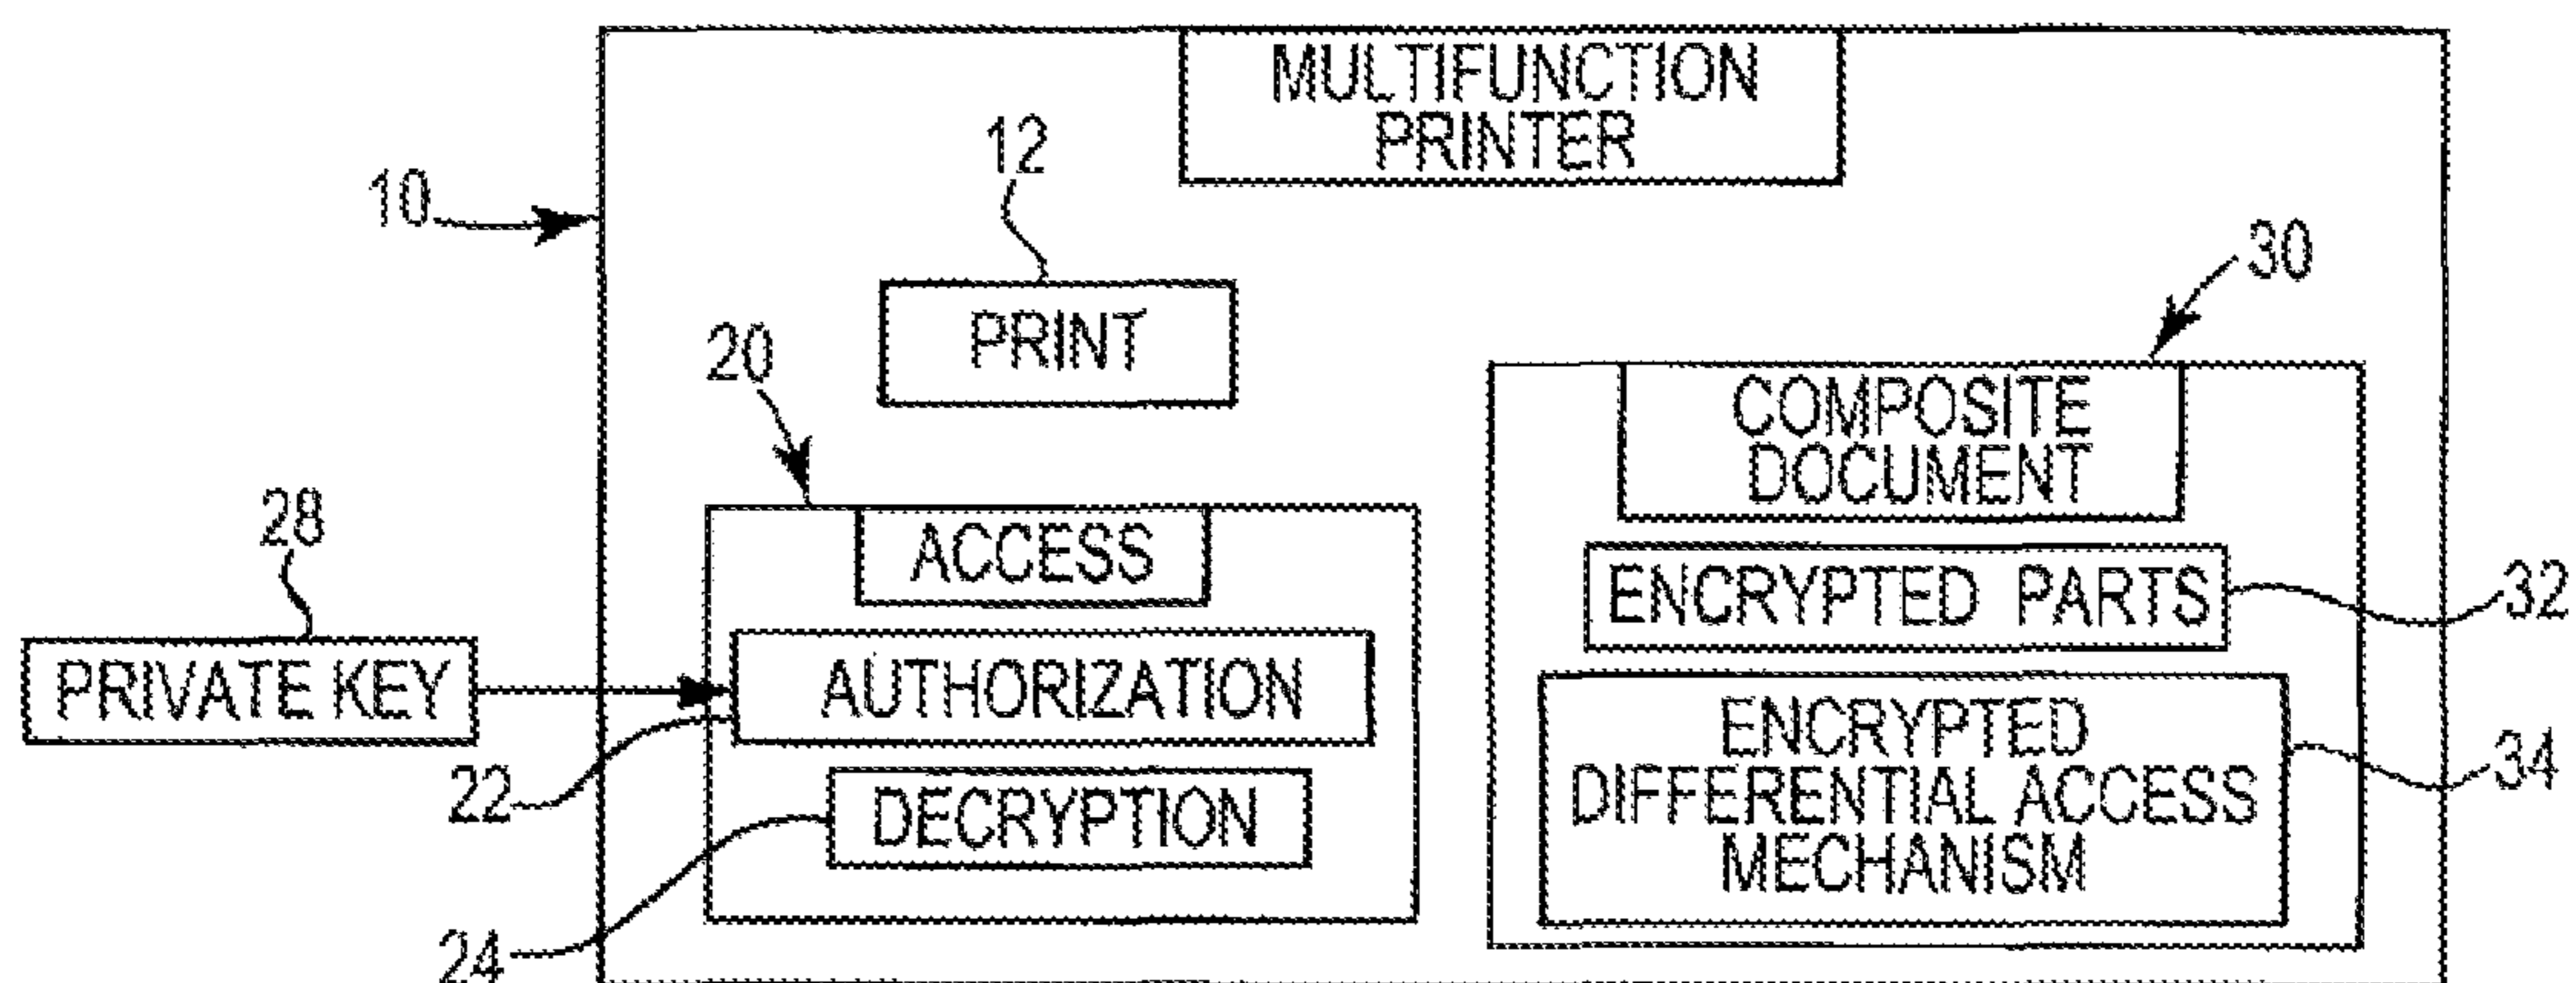 MULTIFUNCTION
PRINTER
12
10
30
PRINT
20
COMPOSITE
DOCUMENT
ACCESS
28
ENCRYPTED PARTS
32
PRIVATE KEY
AUTHORIZATION
ENCRYPTED
DIFFERENTIAL ACCESS
MECHANISM
34
22
DECRYPTION
24